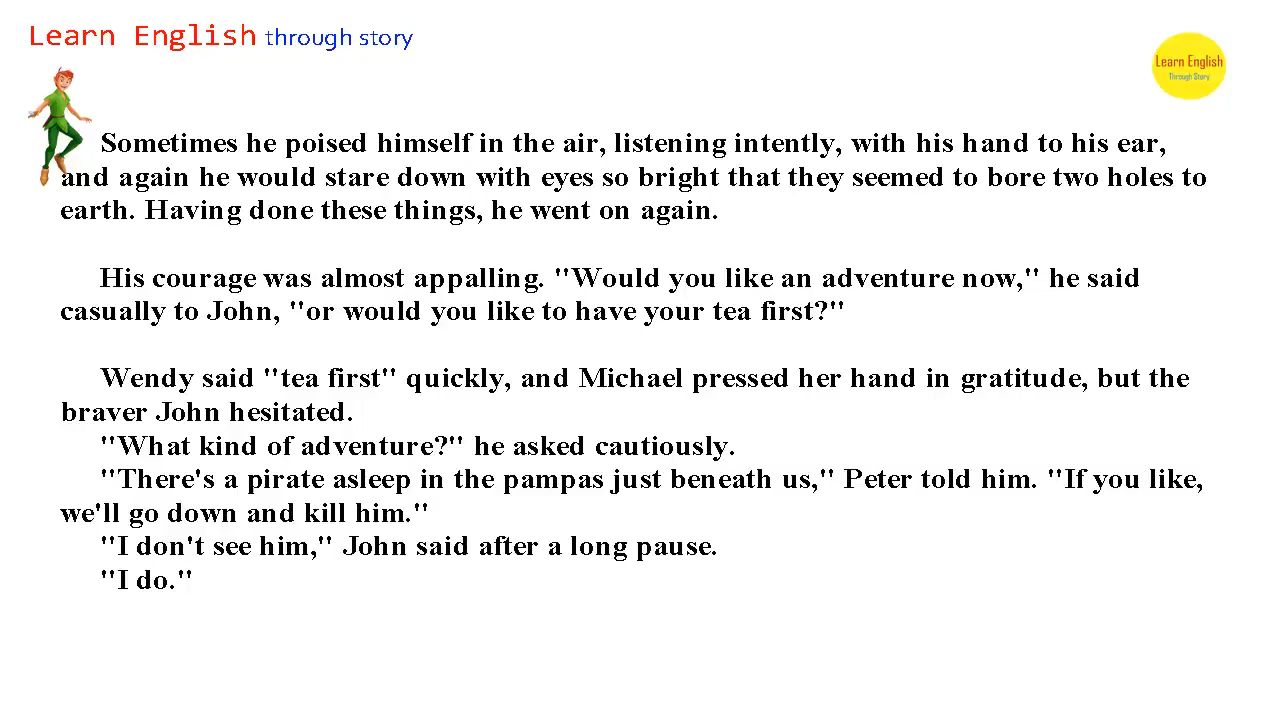 Learn English through story
Learn English
Through Story
Sometimes he poised himself in the air, listening intently, with his hand to his ear,
and again he would stare down with eyes so bright that they seemed to bore two holes to
earth. Having done these things, he went on again.
His courage was almost appalling. "Would you like an adventure now," he said
casually to John, "or would you like to have your tea first?"
Wendy said "tea first" quickly, and Michael pressed her hand in gratitude, but the
braver John hesitated.
"What kind of adventure?" he asked cautiously.
"There's a pirate asleep in the pampas just beneath us," Peter told him. "If you like,
we'll go down and kill him."
"I don't see him," John said after a long pause.
"I do."